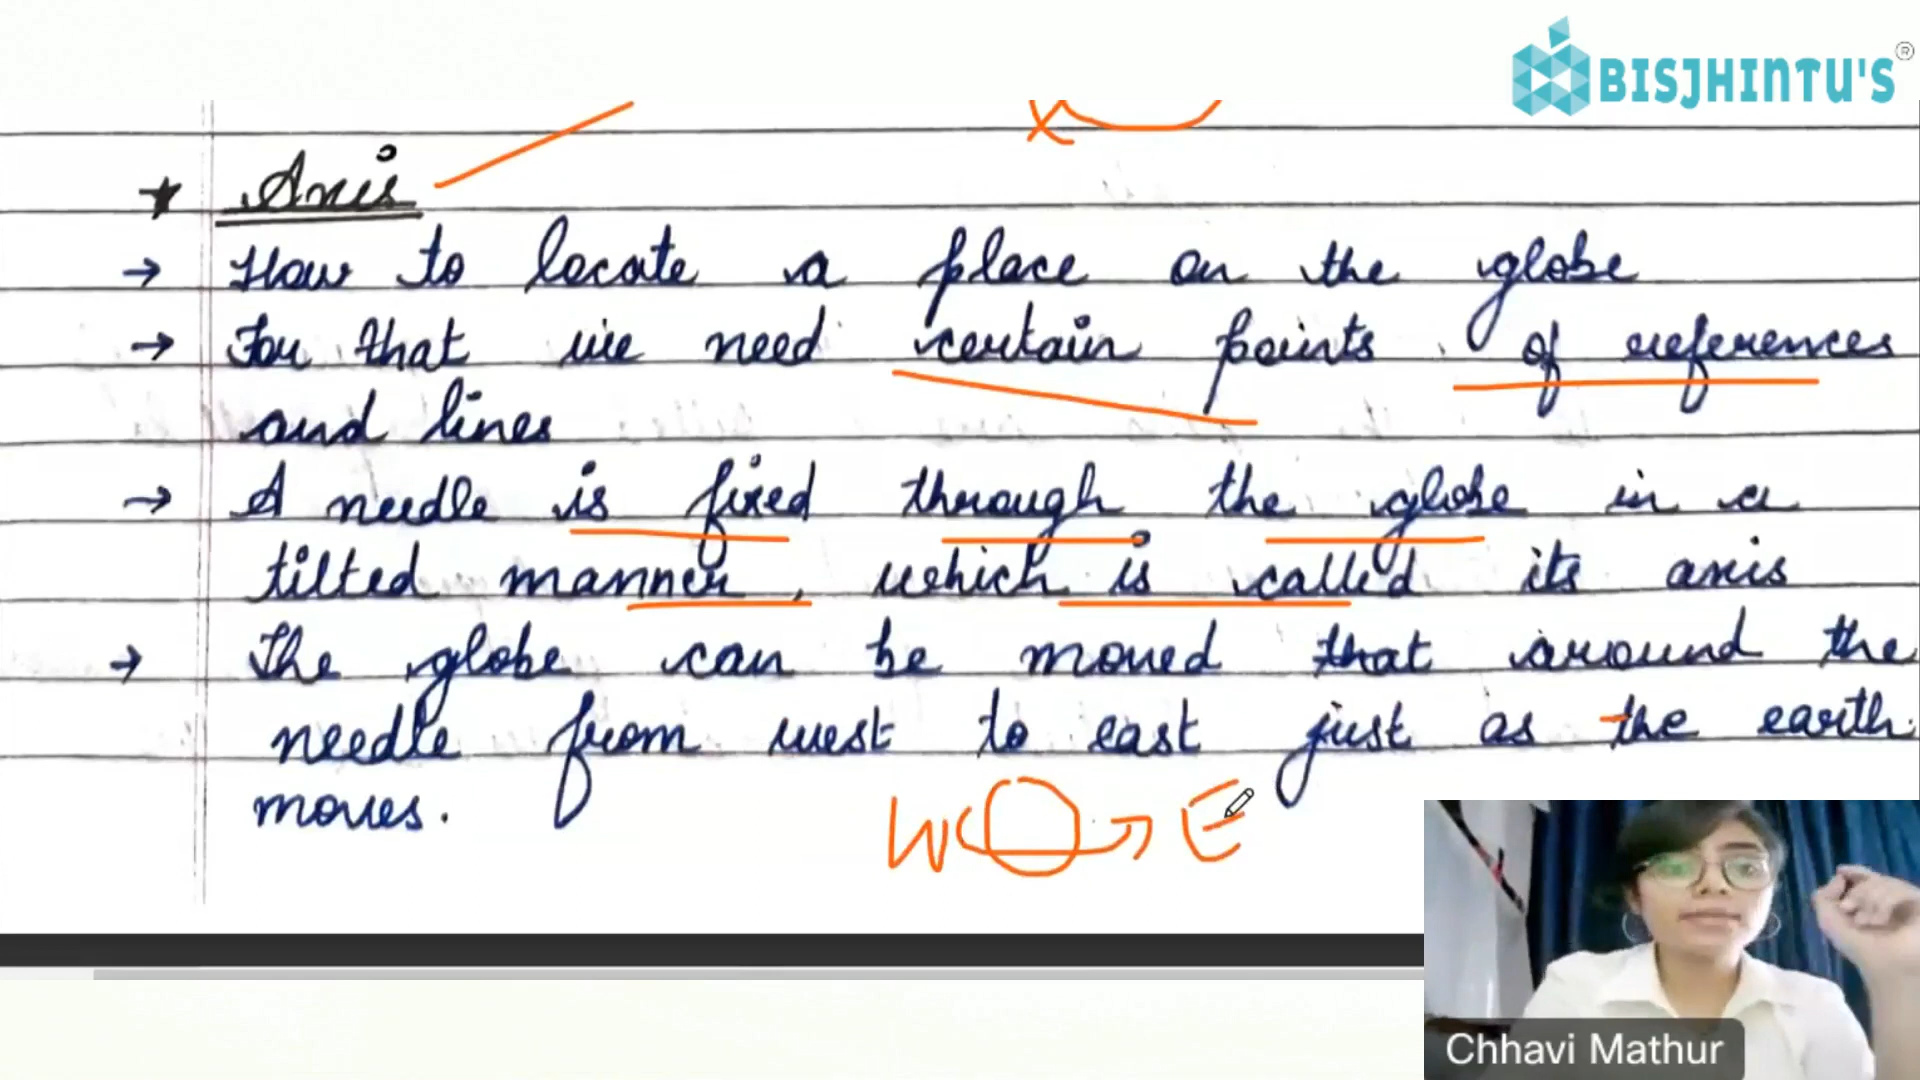 BISJHINTU'S®
* Axis
→ How to locate a place on the globe
→ For that we need certain points of references
and lines
→ A needle is fixed through the globe in a
tilted manner, which is called its axis
→ The globe can be moved that around the
needle from west to east just as the earth
moves.
W E
Chhavi Mathur